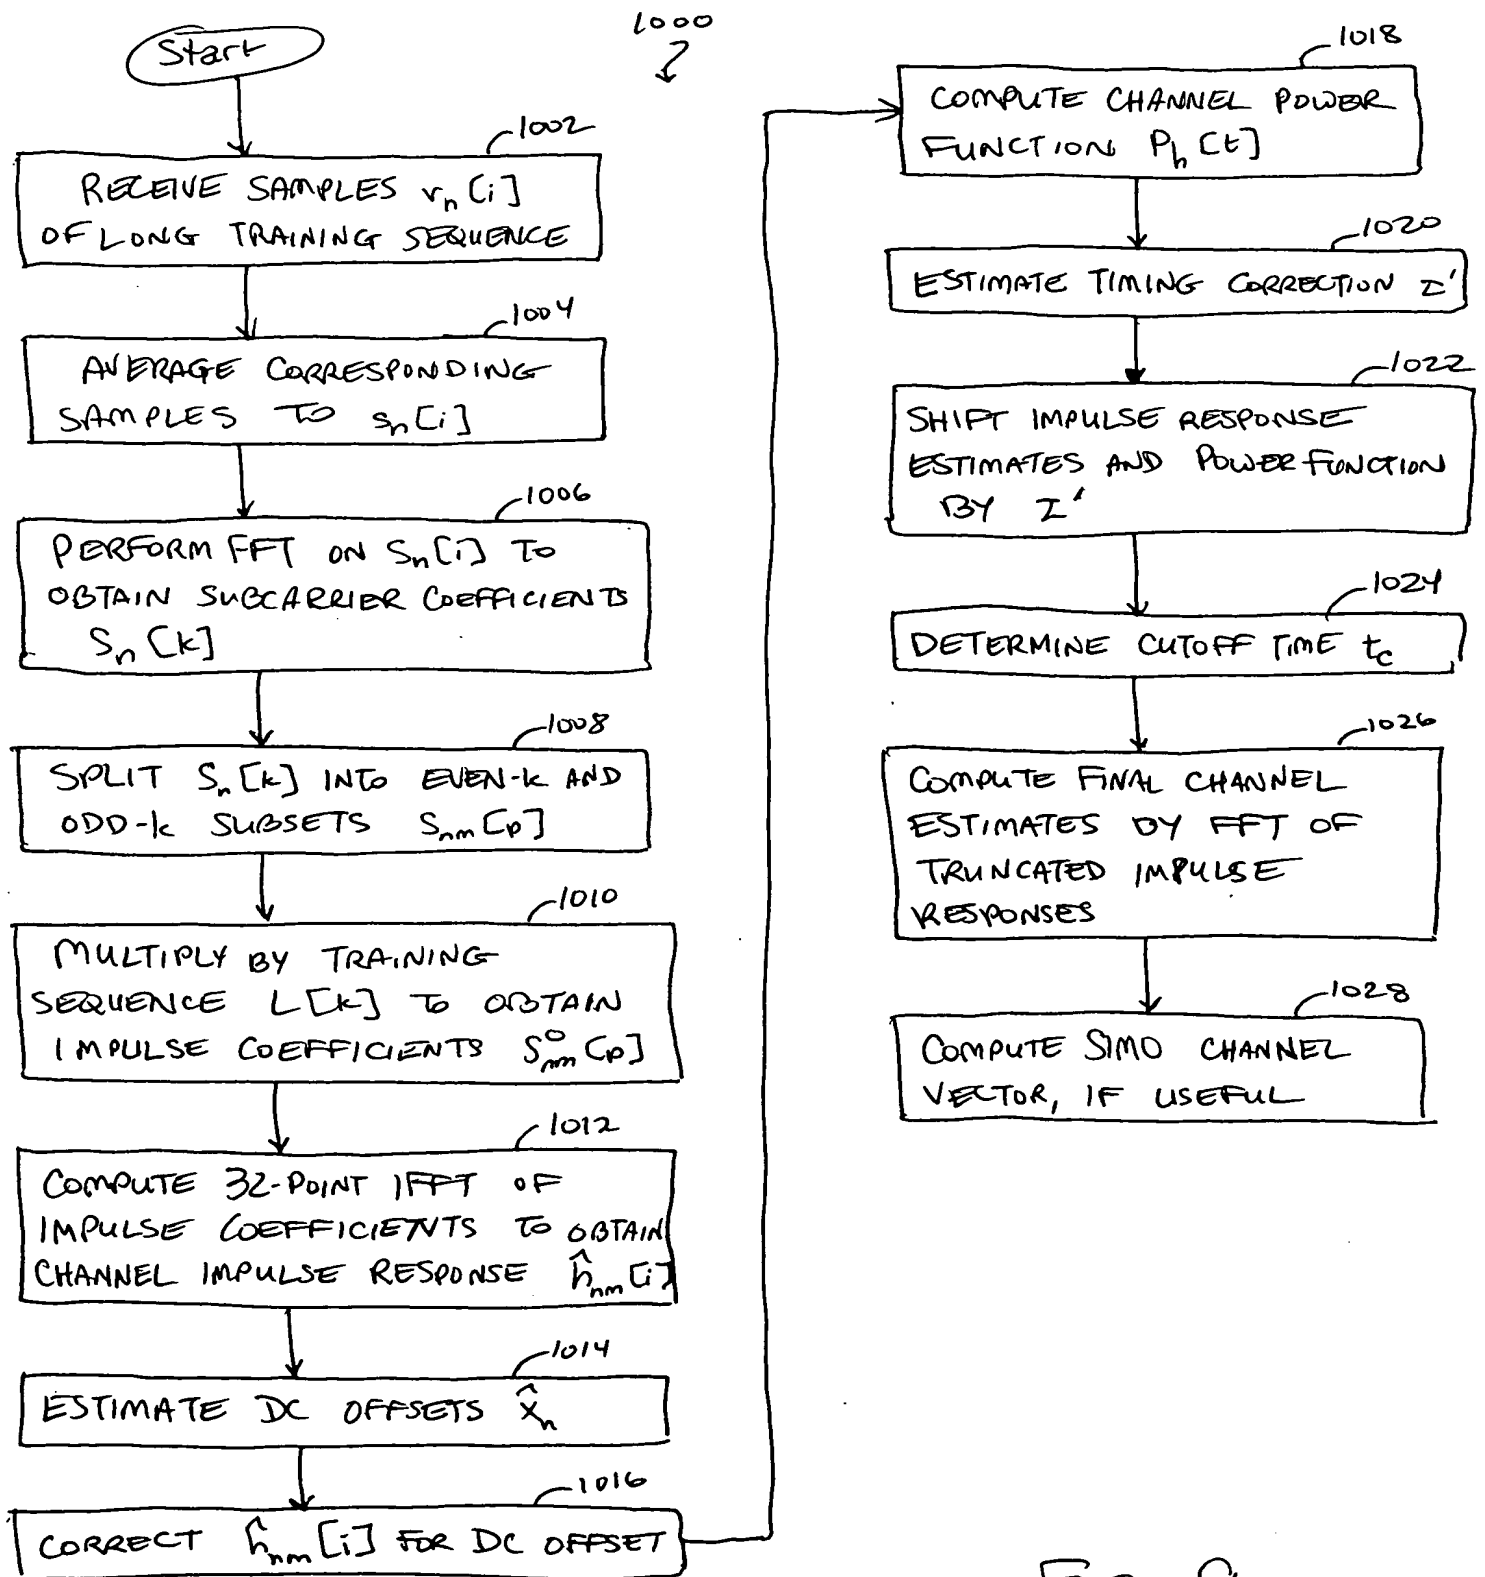 Start
1000
1002
RECEIVE SAMPLES rₙ[i]
OF LONG TRAINING SEQUENCE
1004
AVERAGE CORRESPONDING
SAMPLES TO sₙ[i]
1006
PERFORM FFT ON Sₙ[i] TO
OBTAIN SUBCARRIER COEFFICIENTS
Sₙ[k]
1008
SPLIT Sₙ[k] INTO EVEN-k AND
ODD-k SUBSETS Sₙₘ[p]
1010
MULTIPLY BY TRAINING
SEQUENCE L[k] TO OBTAIN
IMPULSE COEFFICIENTS S⁰ₙₘ[p]
1012
COMPUTE 32-POINT IFFT OF
IMPULSE COEFFICIENTS TO OBTAIN
CHANNEL IMPULSE RESPONSE ĥₙₘ[i]
1014
ESTIMATE DC OFFSETS x̂ₙ
1016
CORRECT ĥₙₘ[i] FOR DC OFFSET
1018
COMPUTE CHANNEL POWER
FUNCTION Pₕ[t]
1020
ESTIMATE TIMING CORRECTION I'
1022
SHIFT IMPULSE RESPONSE
ESTIMATES AND POWER FUNCTION
BY I'
1024
DETERMINE CUTOFF TIME t_c
1026
COMPUTE FINAL CHANNEL
ESTIMATES BY FFT OF
TRUNCATED IMPULSE
RESPONSES
1028
COMPUTE SIMO CHANNEL
VECTOR, IF USEFUL